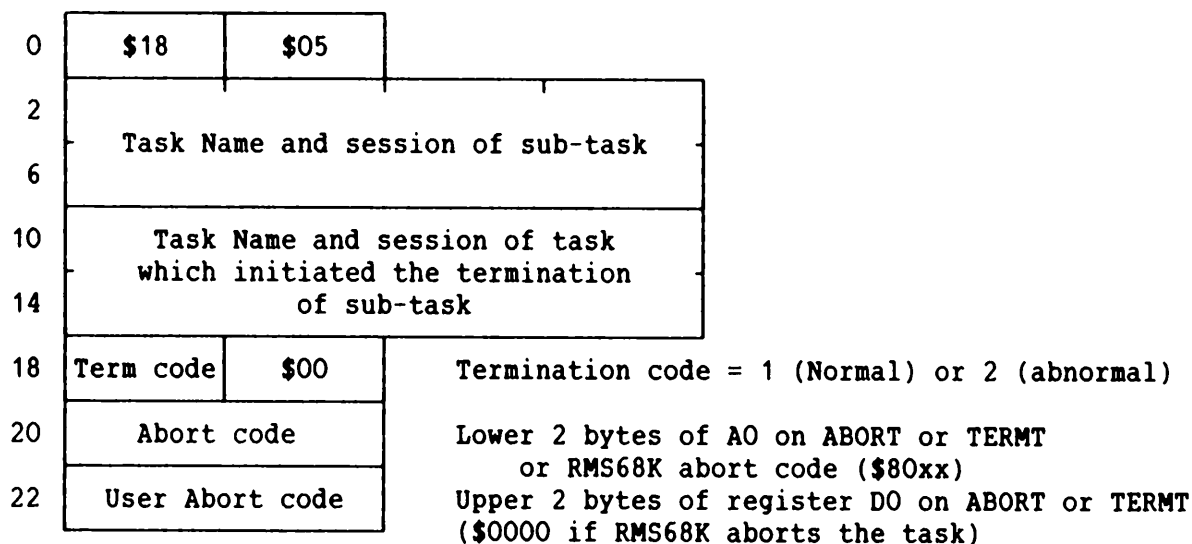 0 $18 $05
2
Task Name and session of sub-task
6
10 Task Name and session of task
which initiated the termination
14 of sub-task
18 Term code $00 Termination code = 1 (Normal) or 2 (abnormal)
20 Abort code Lower 2 bytes of A0 on ABORT or TERMT
or RMS68K abort code ($80xx)
22 User Abort code Upper 2 bytes of register D0 on ABORT or TERMT
($0000 if RMS68K aborts the task)